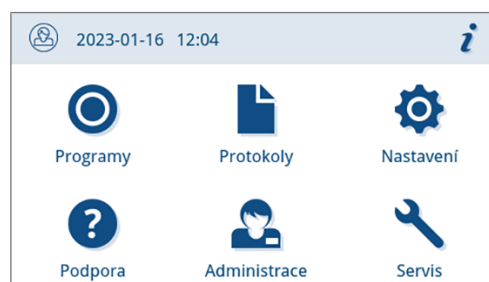 2023-01-16 12:04 i
Programy Protokoly Nastavení
Podpora Administrace Servis